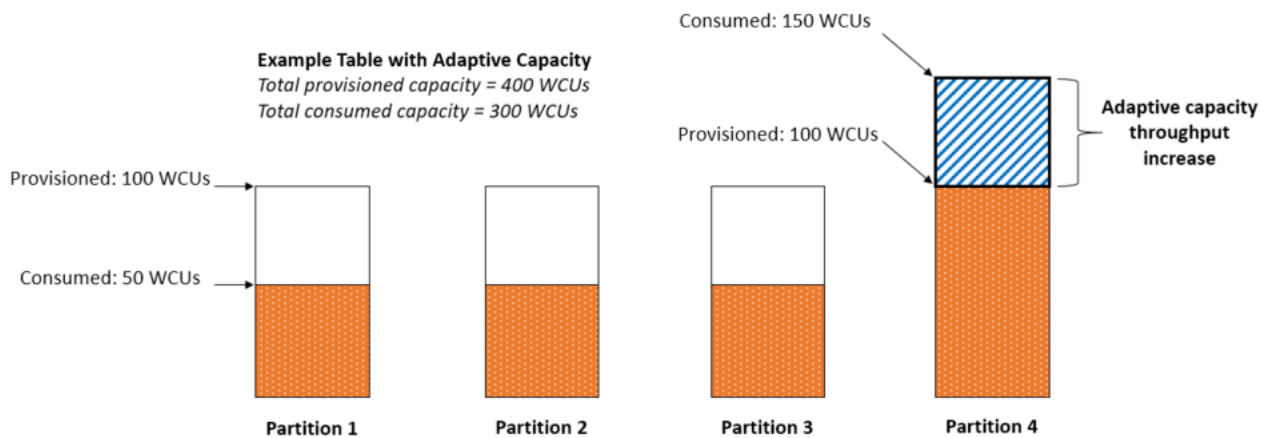 Consumed: 150 WCUs
Example Table with Adaptive Capacity
Total provisioned capacity = 400 WCUs
Total consumed capacity = 300 WCUs
Adaptive capacity
throughput
increase
Provisioned: 100 WCUs
Provisioned: 100 WCUs
Consumed: 50 WCUs
Partition 1
Partition 2
Partition 3
Partition 4